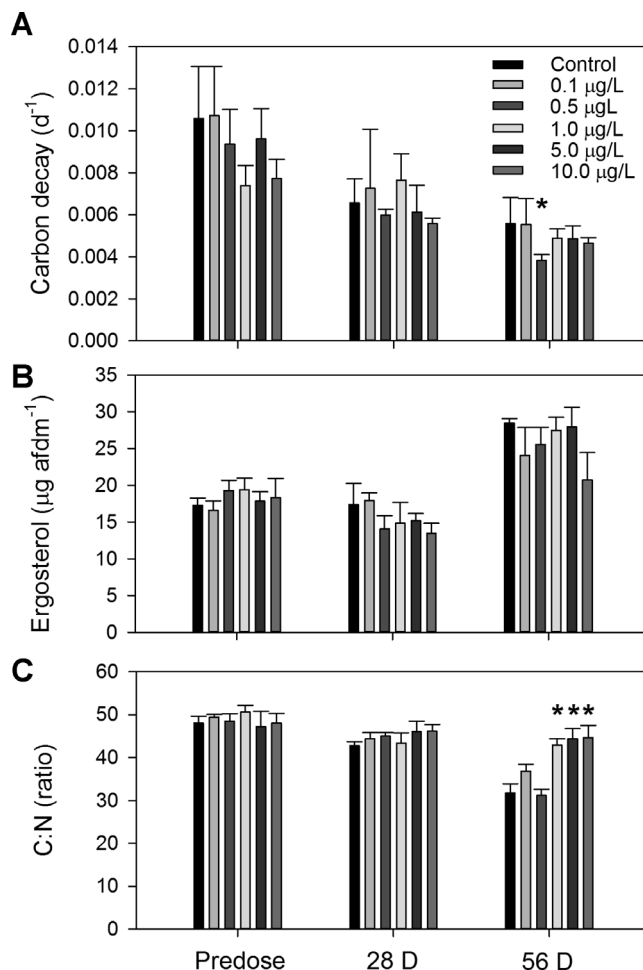 A
0.014
0.012
0.010
0.008
0.006
0.004
0.002
0.000
Carbon decay (d⁻¹)
Control
0.1 μg/L
0.5 μgL
1.0 μg/L
5.0 μg/L
10.0 μg/L
*
B
35
30
25
20
15
10
5
0
Ergosterol (μg afdm⁻¹)
C
60
50
40
30
20
10
0
C:N (ratio)
***
Predose 28 D 56 D